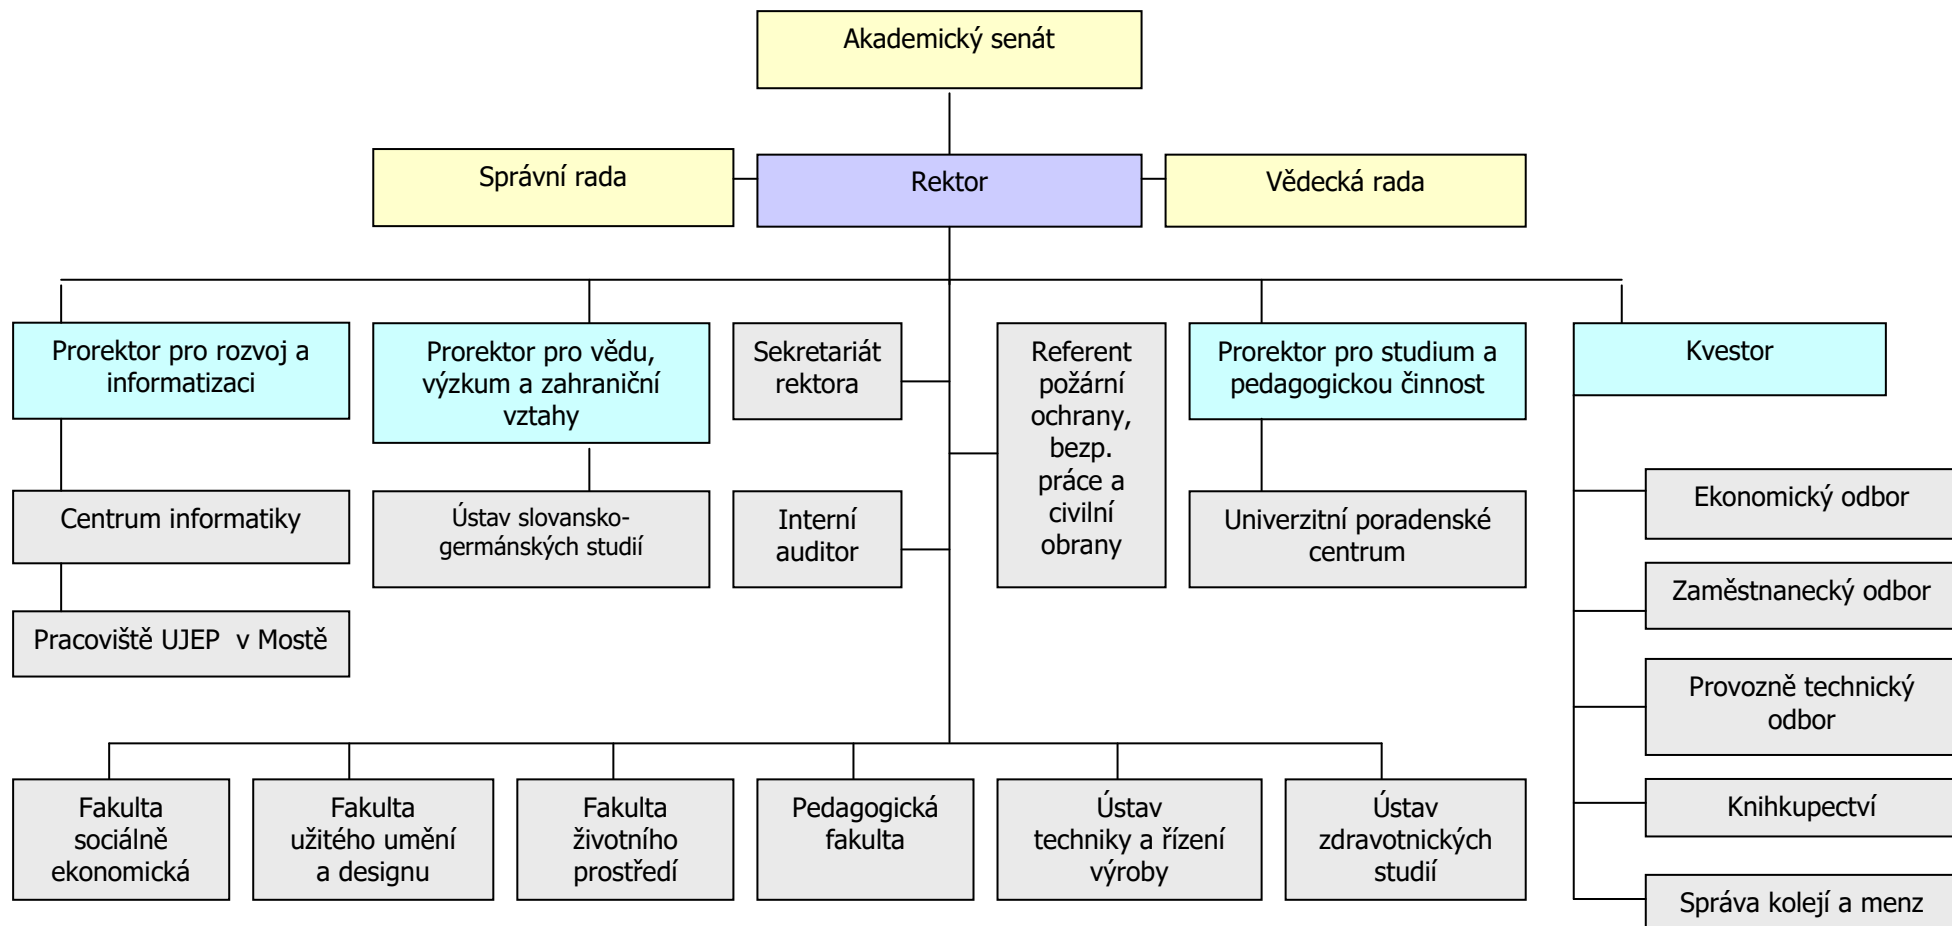 Akademický senát
Správní rada
Rektor
Vědecká rada
Prorektor pro rozvoj a
informatizaci
Prorektor pro vědu,
výzkum a zahraniční
vztahy
Sekretariát
rektora
Referent
požární
ochrany,
bezp.
práce a
civilní
obrany
Prorektor pro studium a
pedagogickou činnost
Kvestor
Centrum informatiky
Ústav slovansko-
germánských studií
Interní
auditor
Univerzitní poradenské
centrum
Ekonomický odbor
Zaměstnanecký odbor
Pracoviště UJEP  v Mostě
Provozně technický
odbor
Fakulta
sociálně
ekonomická
Fakulta
užitého umění
a designu
Fakulta
životního
prostředí
Pedagogická
fakulta
Ústav
techniky a řízení
výroby
Ústav
zdravotnických
studií
Knihkupectví
Správa kolejí a menz